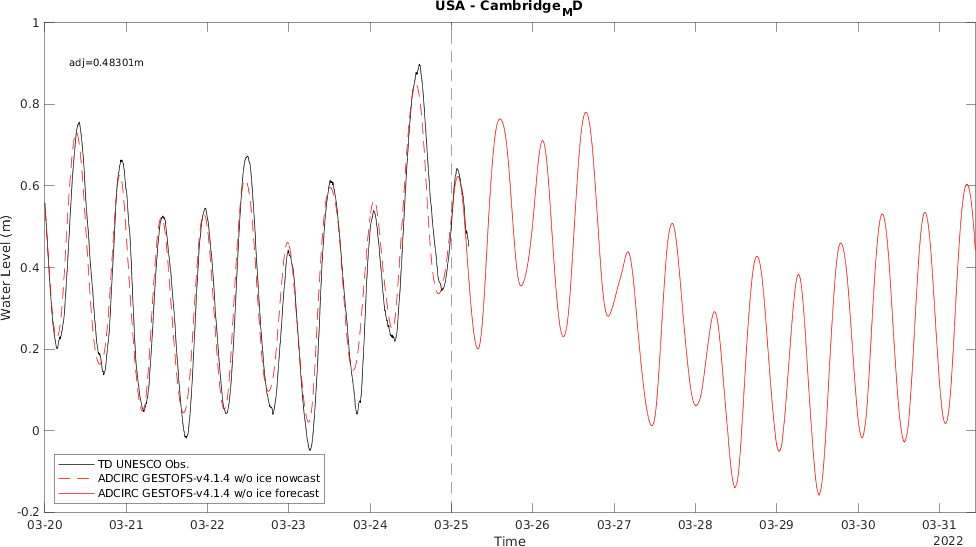 USA - Cambridge_MD
adj=0.48301m
1
0.8
0.6
0.4
0.2
0
-0.2
Water Level (m)
TD UNESCO Obs.
ADCIRC GESTOFS-v4.1.4 w/o ice nowcast
ADCIRC GESTOFS-v4.1.4 w/o ice forecast
03-20 03-21 03-22 03-23 03-24 03-25 03-26 03-27 03-28 03-29 03-30 03-31
Time
2022